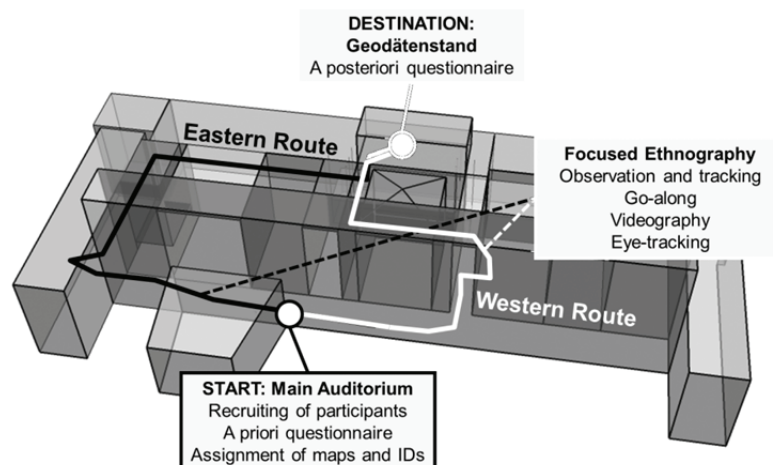 DESTINATION:
Geodätenstand
A posteriori questionnaire
Eastern Route
Focused Ethnography
Observation and tracking
Go-along
Videography
Eye-tracking
Western Route
START: Main Auditorium
Recruiting of participants
A priori questionnaire
Assignment of maps and IDs